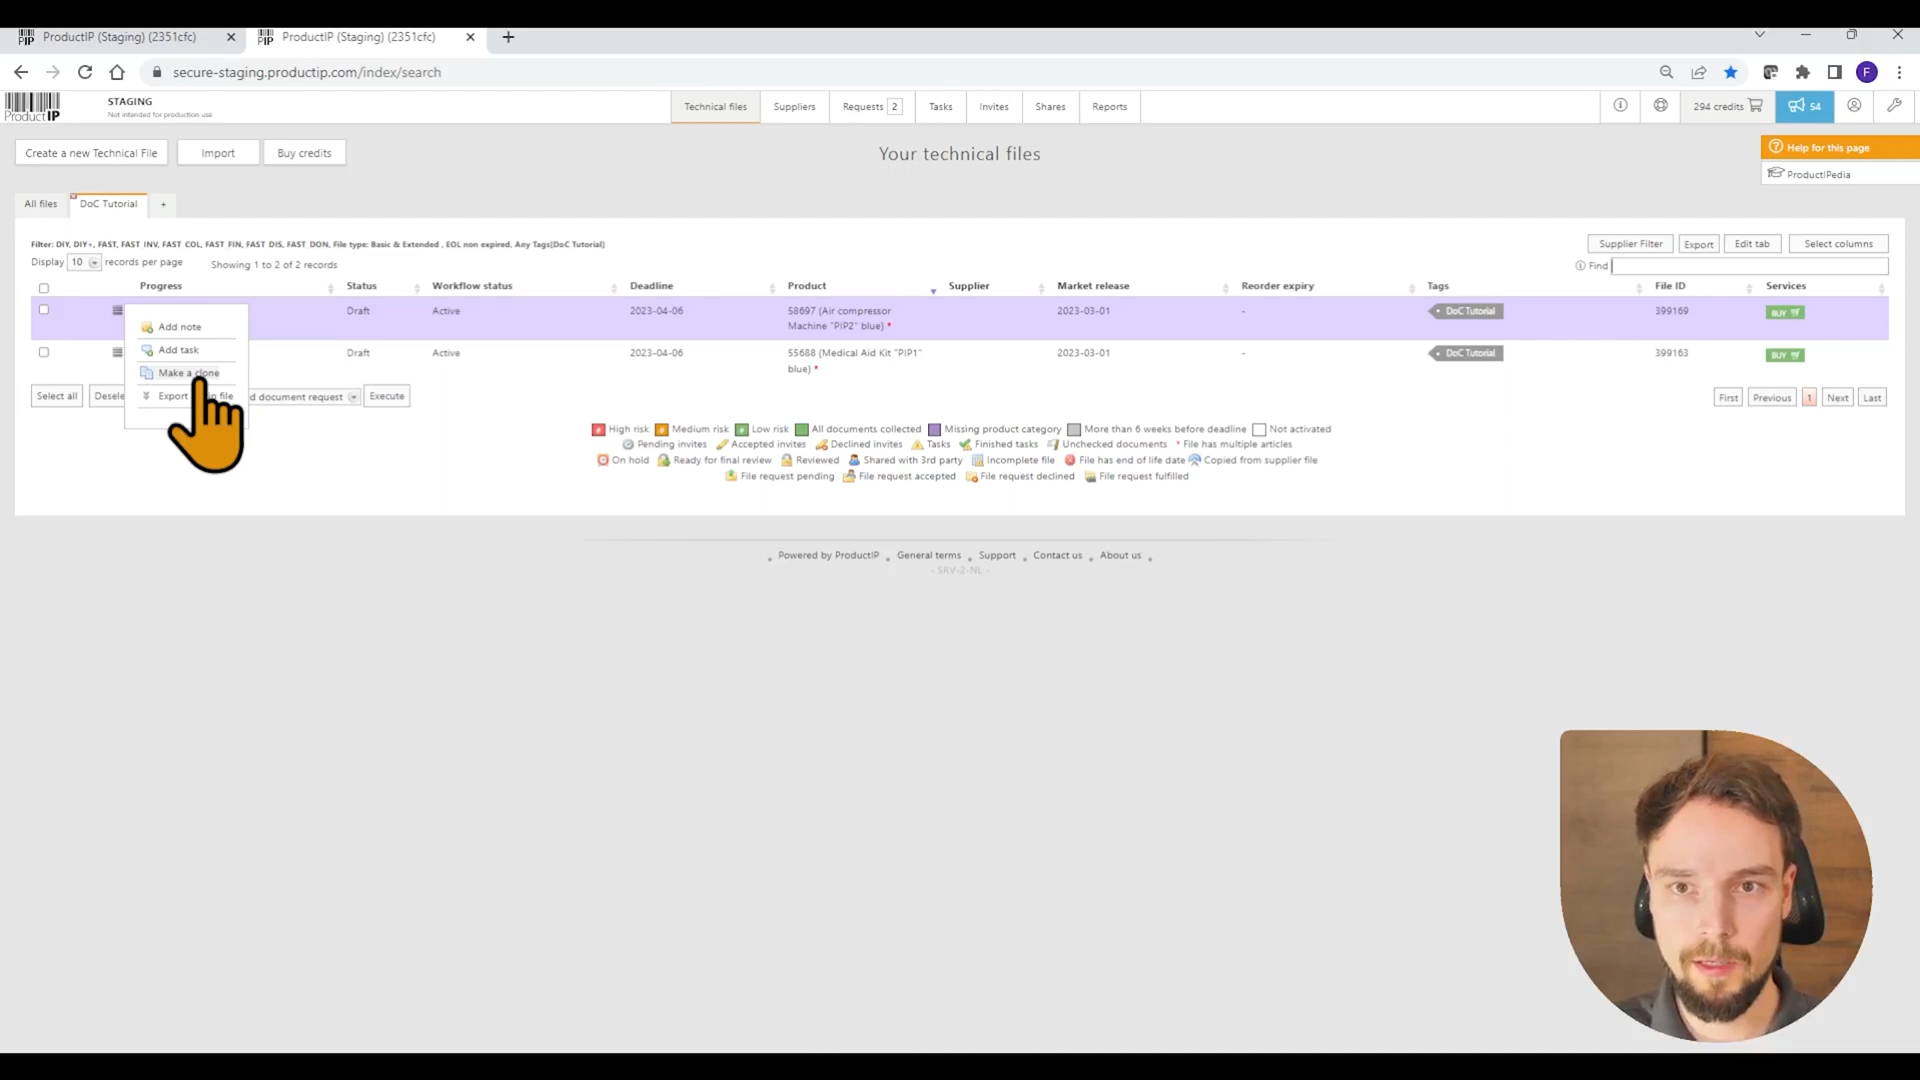 ProductIP (Staging) (2351cfc)
ProductIP (Staging) (2351cfc)
secure-staging.productip.com/index/search
F
Product IP
STAGING
Not intended for production use
Technical files
Suppliers
Requests 2
Tasks
Invites
Shares
Reports
294 credits
54
Create a new Technical File
Import
Buy credits
Your technical files
Help for this page
ProductIPedia
All files
DoC Tutorial
+
Filter: DIY, DIY+, FAST, FAST INV, FAST COL, FAST FIN, FAST DIS, FAST DON, File type: Basic & Extended , EOL non expired, Any Tags(DoC Tutorial)
Supplier Filter
Export
Edit tab
Select columns
Display 10 records per page
Showing 1 to 2 of 2 records
Find
Progress Status Workflow status Deadline Product Supplier Market release Reorder expiry Tags File ID Services
Draft Active 2023-04-06 58697 (Air compressor 2023-03-01 - DoC Tutorial 399169 BUY
Machine "PIP2" blue) *
Draft Active 2023-04-06 55688 (Medical Aid Kit "PIP1" 2023-03-01 - DoC Tutorial 399163 BUY
blue) *
Add note
Add task
Make a clone
Export file
Select all
document request
Execute
First
Previous
1
Next
Last
High risk Medium risk Low risk All documents collected Missing product category More than 6 weeks before deadline Not activated
Pending invites Accepted invites Declined invites Tasks Finished tasks Unchecked documents * File has multiple articles
On hold Ready for final review Reviewed Shared with 3rd party Incomplete file File has end of life date Copied from supplier file
File request pending File request accepted File request declined File request fulfilled
Powered by ProductIP General terms Support Contact us About us
- SRV-2-NL -